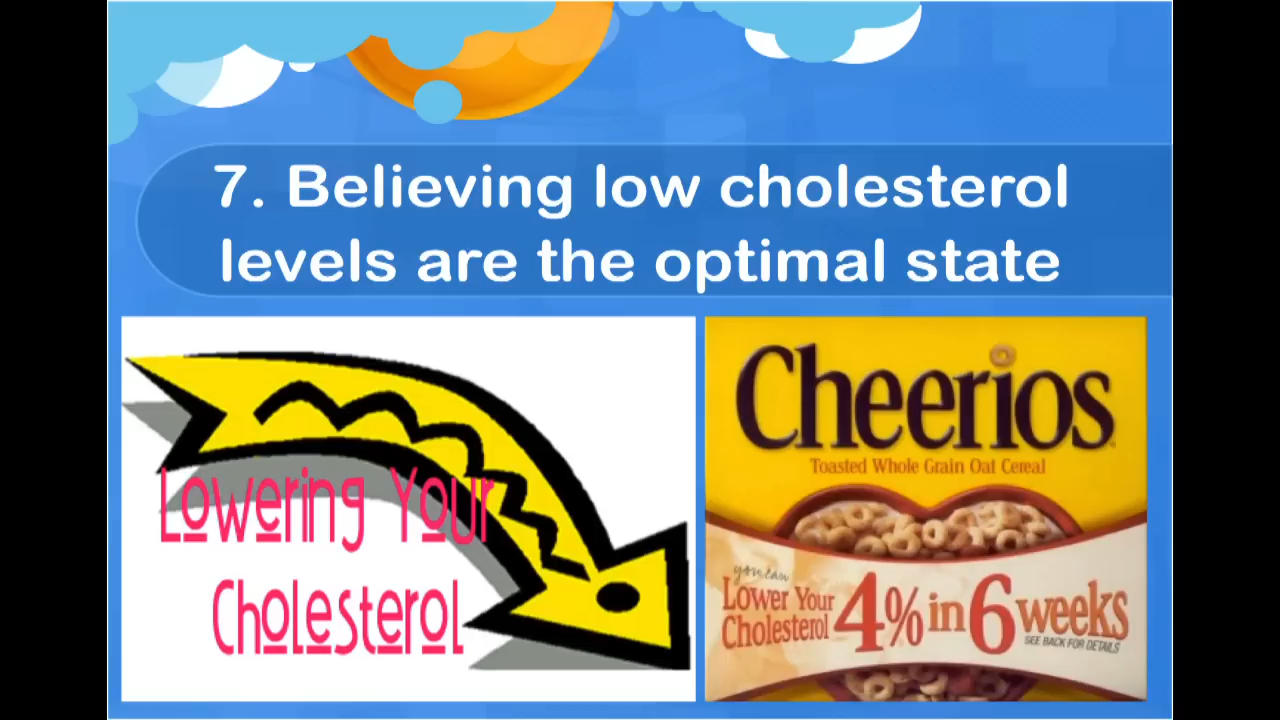 7. Believing low cholesterol
levels are the optimal state
Lowering Your
Cholesterol
Cheerios
Toasted Whole Grain Oat Cereal
you can
Lower Your
Cholesterol
4% in 6 weeks
SEE BACK FOR DETAILS